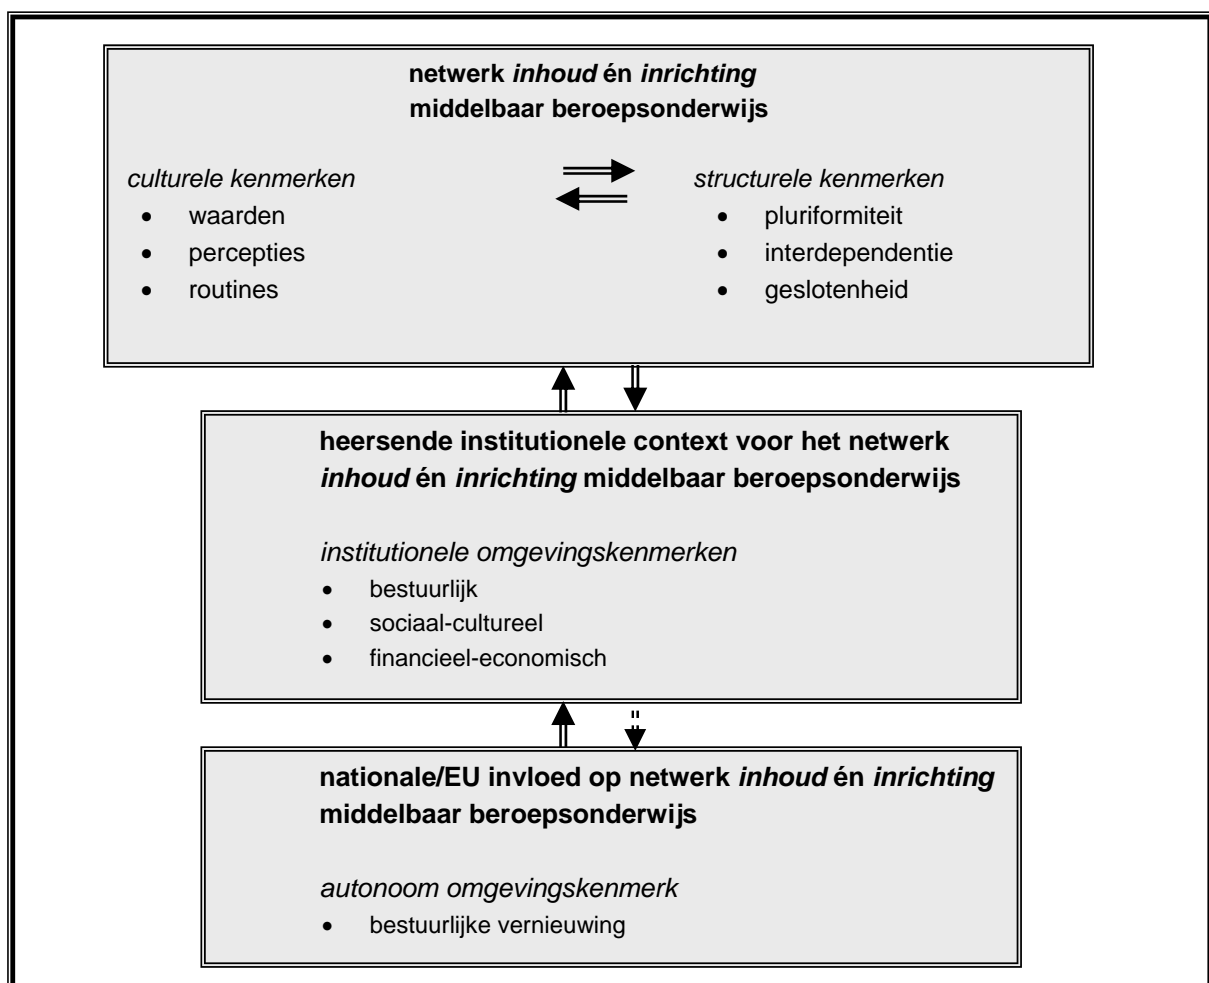 netwerk inhoud én inrichting
middelbaar beroepsonderwijs
culturele kenmerken
• waarden
• percepties
• routines
structurele kenmerken
• pluriformiteit
• interdependentie
• geslotenheid
heersende institutionele context voor het netwerk
inhoud én inrichting middelbaar beroepsonderwijs
institutionele omgevingskenmerken
• bestuurlijk
• sociaal-cultureel
• financieel-economisch
nationale/EU invloed op netwerk inhoud én inrichting
middelbaar beroepsonderwijs
autonoom omgevingskenmerk
• bestuurlijke vernieuwing